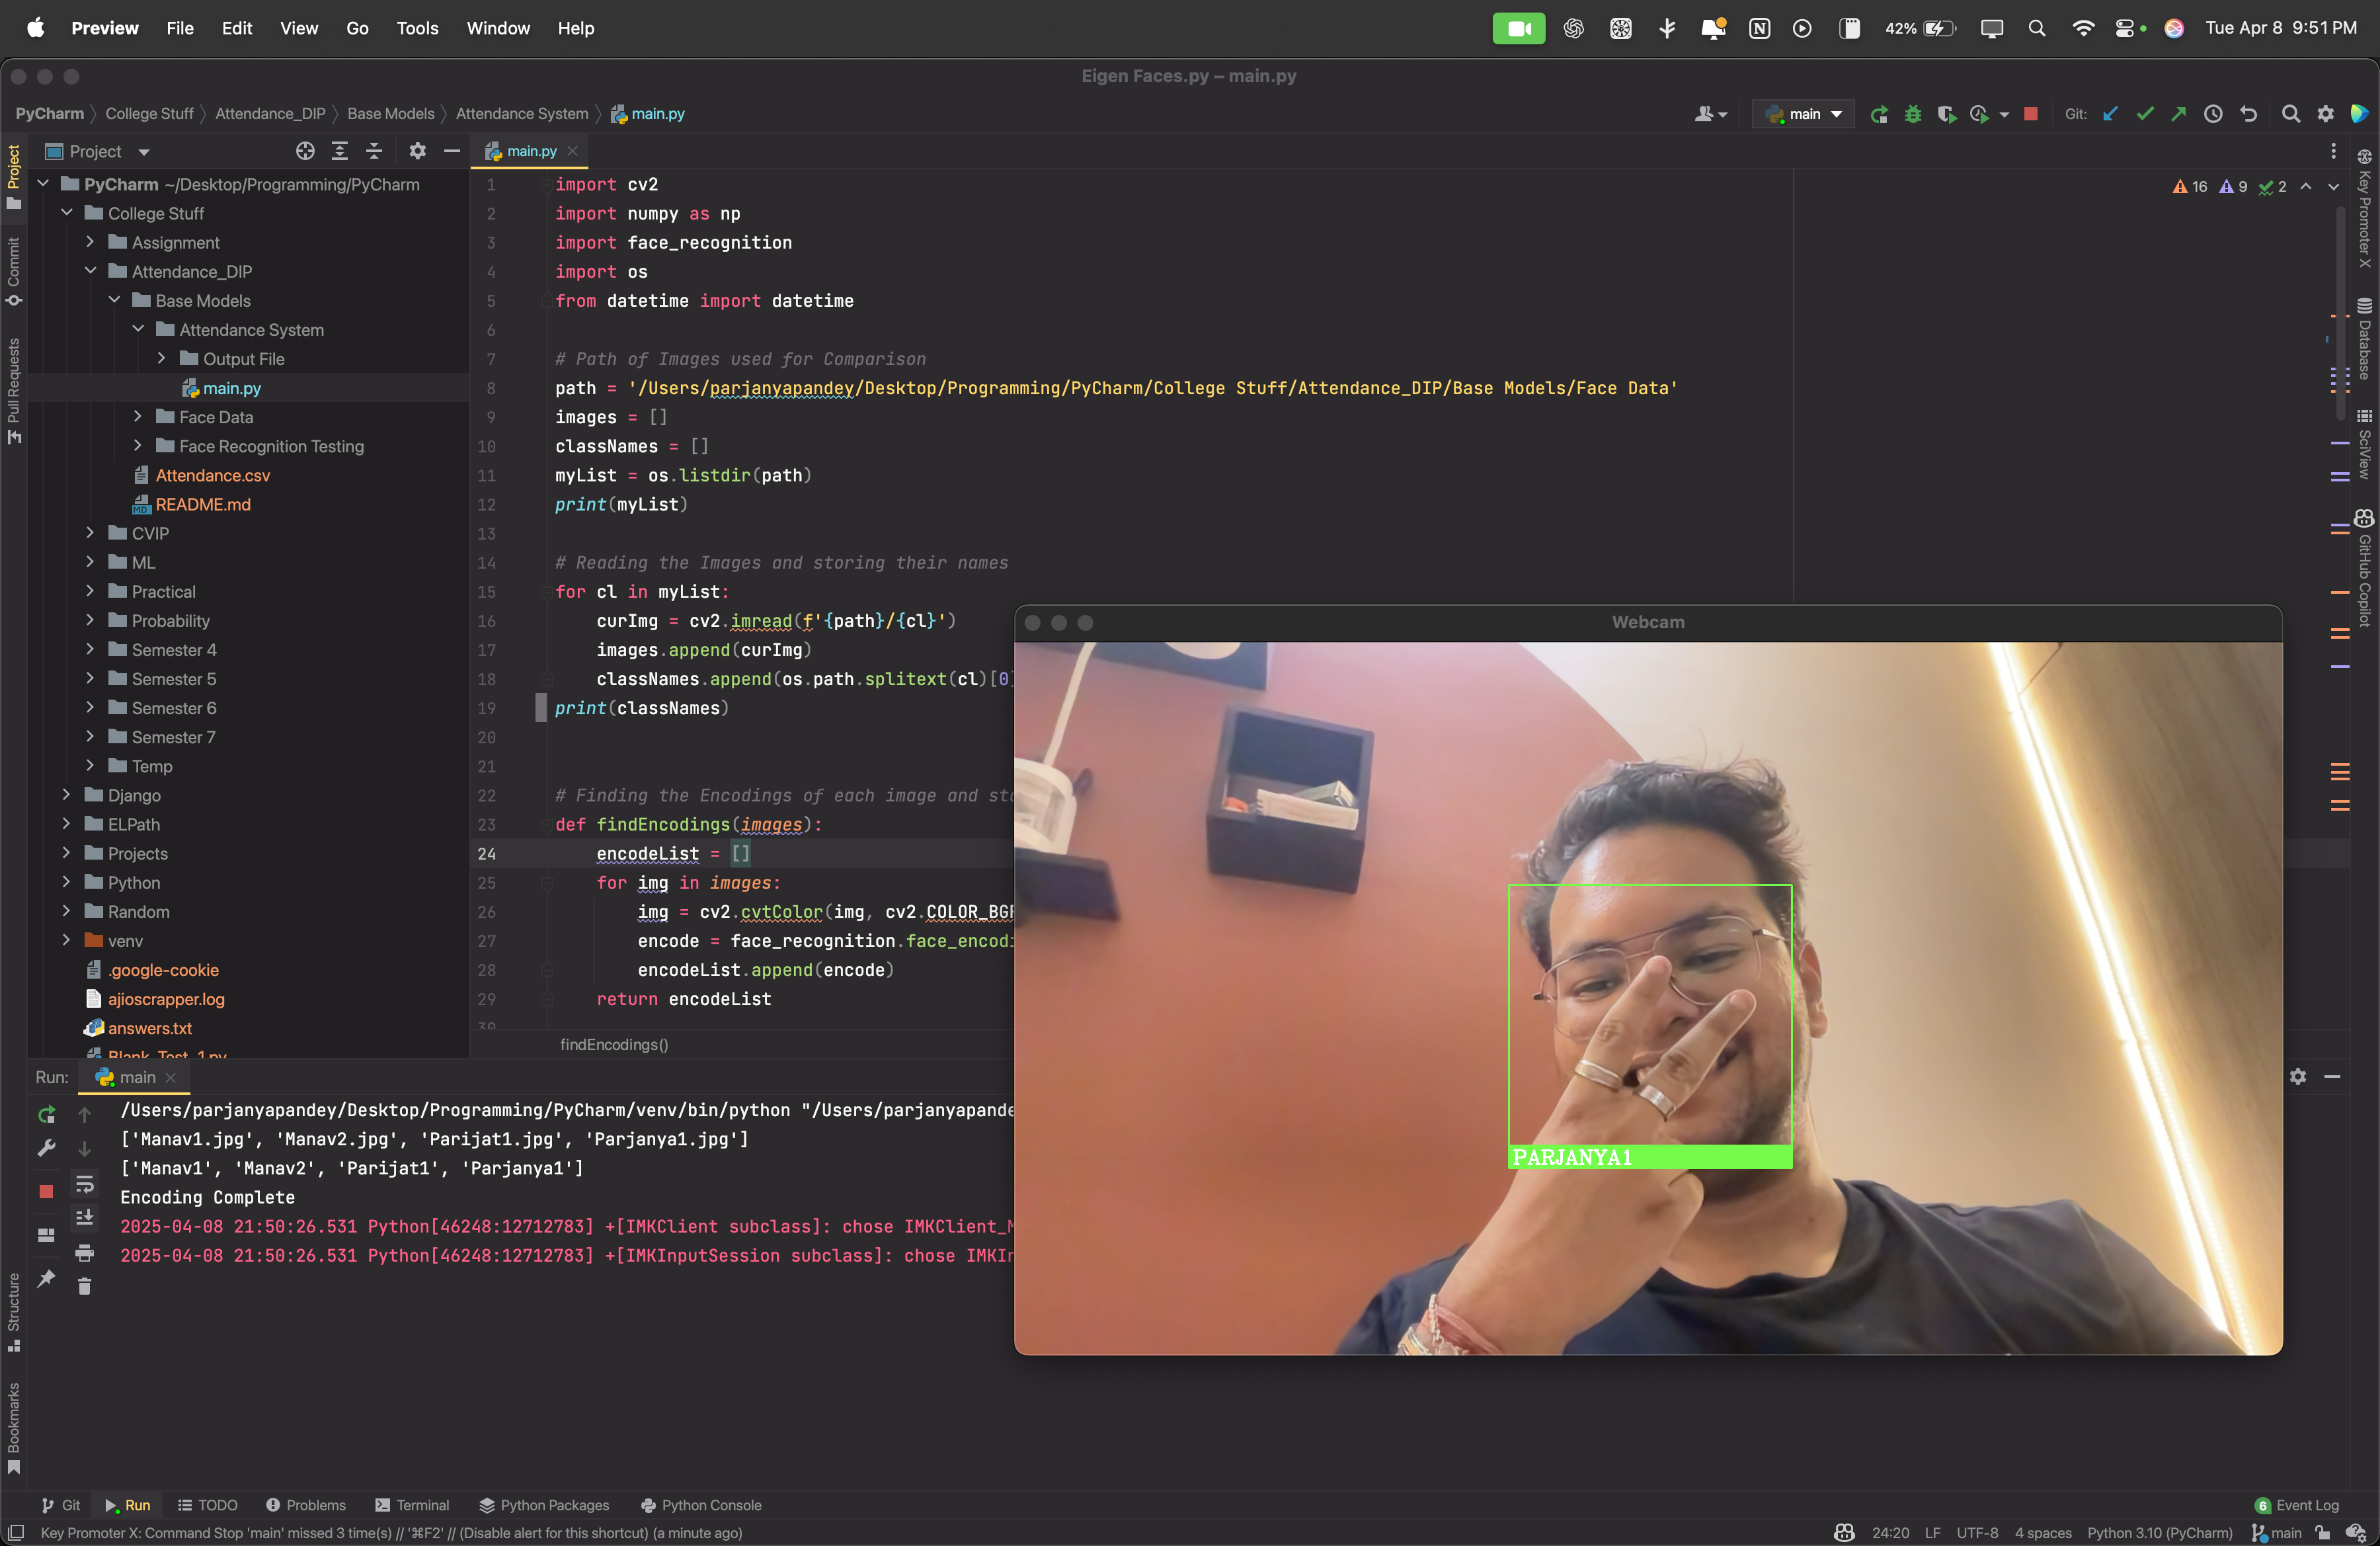 Preview File Edit View Go Tools Window Help
42% Tue Apr 8 9:51 PM
Eigen Faces.py – main.py
PyCharm College Stuff Attendance_DIP Base Models Attendance System main.py
main Git:
Project
main.py
Project
Commit
Pull Requests
Structure
Bookmarks
PyCharm ~/Desktop/Programming/PyCharm
College Stuff
Assignment
Attendance_DIP
Base Models
Attendance System
Output File
main.py
Face Data
Face Recognition Testing
Attendance.csv
README.md
CVIP
ML
Practical
Probability
Semester 4
Semester 5
Semester 6
Semester 7
Temp
Django
ELPath
Projects
Python
Random
venv
.google-cookie
ajioscrapper.log
answers.txt
Blank_Test_1.py
16 9 2
1 import cv2
2 import numpy as np
3 import face_recognition
4 import os
5 from datetime import datetime
6
7 # Path of Images used for Comparison
8 path = '/Users/parjanyapandey/Desktop/Programming/PyCharm/College Stuff/Attendance_DIP/Base Models/Face Data'
9 images = []
10 classNames = []
11 myList = os.listdir(path)
12 print(myList)
13
14 # Reading the Images and storing their names
15 for cl in myList:
16 curImg = cv2.imread(f'{path}/{cl}')
17 images.append(curImg)
18 classNames.append(os.path.splitext(cl)[0]
19 print(classNames)
20
21
22 # Finding the Encodings of each image and sto
23 def findEncodings(images):
24 encodeList = []
25 for img in images:
26 img = cv2.cvtColor(img, cv2.COLOR_BGR
27 encode = face_recognition.face_encodi
28 encodeList.append(encode)
29 return encodeList
30
findEncodings()
Key Promoter X
Database
SciView
GitHub Copilot
Webcam
PARJANYA1
Run: main
/Users/parjanyapandey/Desktop/Programming/PyCharm/venv/bin/python "/Users/parjanyapande
['Manav1.jpg', 'Manav2.jpg', 'Parijat1.jpg', 'Parjanya1.jpg']
['Manav1', 'Manav2', 'Parijat1', 'Parjanya1']
Encoding Complete
2025-04-08 21:50:26.531 Python[46248:12712783] +[IMKClient subclass]: chose IMKClient_M
2025-04-08 21:50:26.531 Python[46248:12712783] +[IMKInputSession subclass]: chose IMKIn
Git Run TODO Problems Terminal Python Packages Python Console 6 Event Log
Key Promoter X: Command Stop 'main' missed 3 time(s) // '⌘F2' // (Disable alert for this shortcut) (a minute ago) 24:20 LF UTF-8 4 spaces Python 3.10 (PyCharm) main